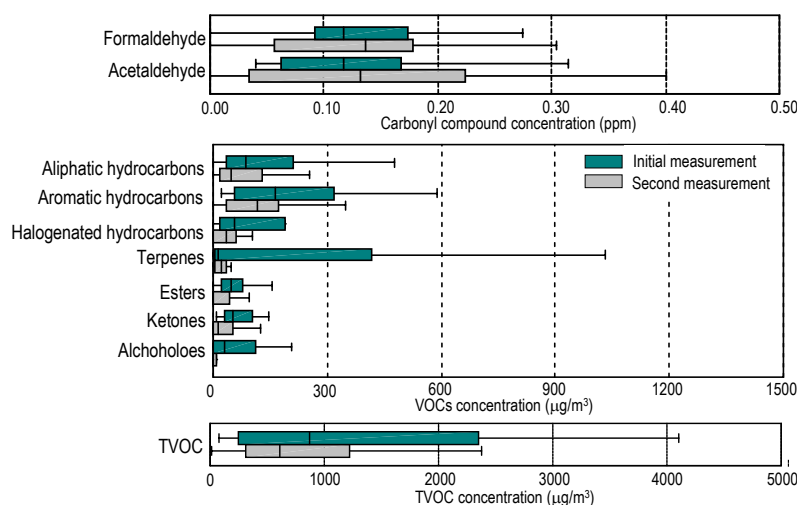 Formaldehyde
Acetaldehyde
0.00 0.10 0.20 0.30 0.40 0.50
Carbonyl compound concentration (ppm)
Initial measurement
Second measurement
Aliphatic hydrocarbons
Aromatic hydrocarbons
Halogenated hydrocarbons
Terpenes
Esters
Ketones
Alchoholoes
0 300 600 900 1200 1500
VOCs concentration (μg/m³)
TVOC
0 1000 2000 3000 4000 5000
TVOC concentration (μg/m³)